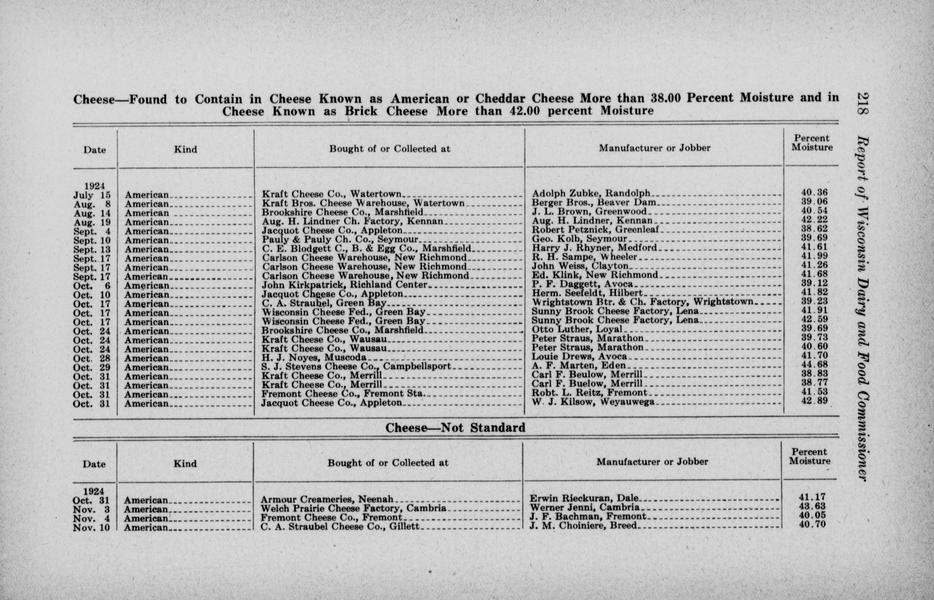 Cheese—Found to Contain in Cheese Known as American or Cheddar Cheese More than 38.00 Percent Moisture and in
Cheese Known as Brick Cheese More than 42.00 percent Moisture
Date Kind Bought of or Collected at Manufacturer or Jobber Percent Moisture
1924
July 15 American Kraft Cheese Co., Watertown Adolph Zubke, Randolph 40.36
Aug. 8 American Kraft Bros. Cheese Warehouse, Watertown Berger Bros., Beaver Dam 39.06
Aug. 14 American Brookshire Cheese Co., Marshfield J. L. Brown, Greenwood 40.54
Aug. 19 American Aug. H. Lindner Ch. Factory, Kennan Aug. H. Lindner, Kennan 42.22
Sept. 4 American Jacquot Cheese Co., Appleton Robert Petznick, Greenleaf 38.62
Sept. 10 American Pauly & Pauly Ch. Co., Seymour Geo. Kolb, Seymour 39.69
Sept. 13 American C. E. Blodgett C., B. & Egg Co., Marshfield Harry J. Rhyner, Medford 41.61
Sept. 17 American Carlson Cheese Warehouse, New Richmond R. H. Sampe, Wheeler 41.99
Sept. 17 American Carlson Cheese Warehouse, New Richmond John Weiss, Clayton 41.26
Sept. 17 American Carlson Cheese Warehouse, New Richmond Ed. Klink, New Richmond 41.68
Oct. 6 American John Kirkpatrick, Richland Center P. F. Daggett, Avoca 39.12
Oct. 10 American Jacquot Cheese Co., Appleton Herm. Seefeldt, Hilbert 41.82
Oct. 17 American C. A. Straubel, Green Bay Wrightstown Btr. & Ch. Factory, Wrightstown 39.23
Oct. 17 American Wisconsin Cheese Fed., Green Bay Sunny Brook Cheese Factory, Lena 41.91
Oct. 17 American Wisconsin Cheese Fed., Green Bay Sunny Brook Cheese Factory, Lena 42.59
Oct. 24 American Brookshire Cheese Co., Marshfield Otto Luther, Loyal 39.69
Oct. 24 American Kraft Cheese Co., Wausau Peter Straus, Marathon 39.73
Oct. 24 American Kraft Cheese Co., Wausau Peter Straus, Marathon 40.60
Oct. 28 American H. J. Noyes, Muscoda Louie Drews, Avoca 41.70
Oct. 29 American S. J. Stevens Cheese Co., Campbellsport A. F. Marten, Eden 44.68
Oct. 31 American Kraft Cheese Co., Merrill Carl F. Beulow, Merrill 38.83
Oct. 31 American Kraft Cheese Co., Merrill Carl F. Buelow, Merrill 38.77
Oct. 31 American Fremont Cheese Co., Fremont Sta. Robt. L. Reitz, Fremont 41.53
Oct. 31 American Jacquot Cheese Co., Appleton W. J. Kilsow, Weyauwega 42.89
Cheese—Not Standard
Date Kind Bought of or Collected at Manufacturer or Jobber Percent Moisture
1924
Oct. 31 American Armour Creameries, Neenah Erwin Rieckuran, Dale 41.17
Nov. 3 American Welch Prairie Cheese Factory, Cambria Werner Jenni, Cambria 43.63
Nov. 4 American Fremont Cheese Co., Fremont J. F. Bachman, Fremont 40.05
Nov. 10 American C. A. Straubel Cheese Co., Gillett J. M. Choiniere, Breed 40.70
218 Report of Wisconsin Dairy and Food Commissioner